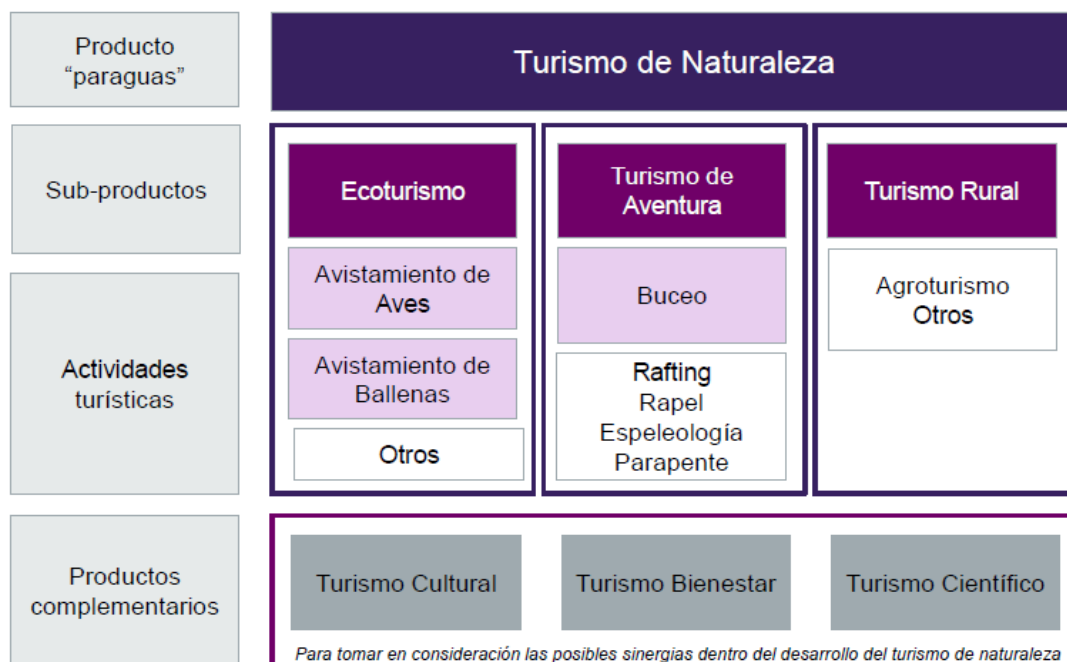 Producto
“paraguas”
Turismo de Naturaleza
Sub-productos
Ecoturismo
Turismo de
Aventura
Turismo Rural
Actividades
turísticas
Avistamiento de
Aves
Avistamiento de
Ballenas
Otros
Buceo
Rafting
Rapel
Espeleología
Parapente
Agroturismo
Otros
Productos
complementarios
Turismo Cultural
Turismo Bienestar
Turismo Científico
Para tomar en consideración las posibles sinergias dentro del desarrollo del turismo de naturaleza